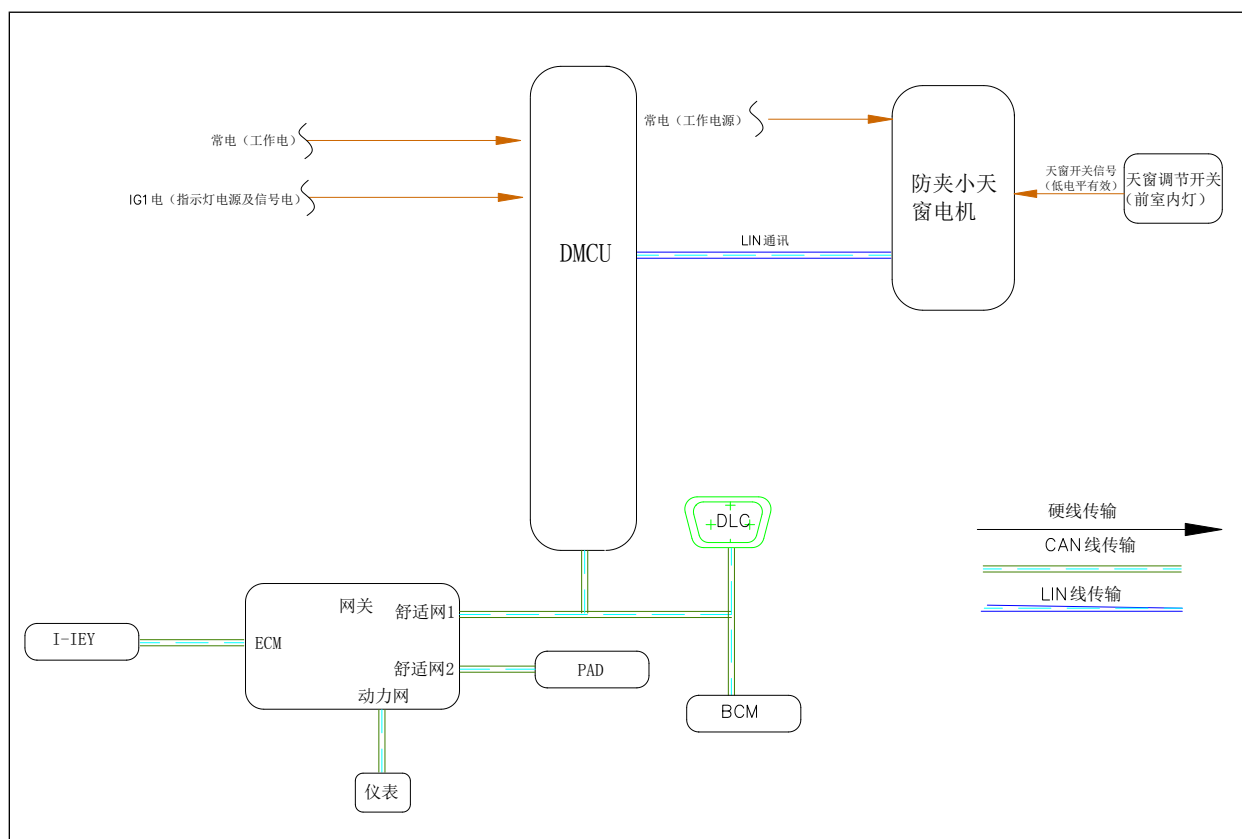 常电（工作电）
常电（工作电源）
IG1电（指示灯电源及信号电）
防夹小天
窗电机
天窗开关信号
（低电平有效）
天窗调节开关
（前室内灯）
DMCU
LIN通讯
DLC
硬线传输
CAN线传输
LIN线传输
网关
舒适网1
I-IEY
ECM
舒适网2
PAD
动力网
BCM
仪表